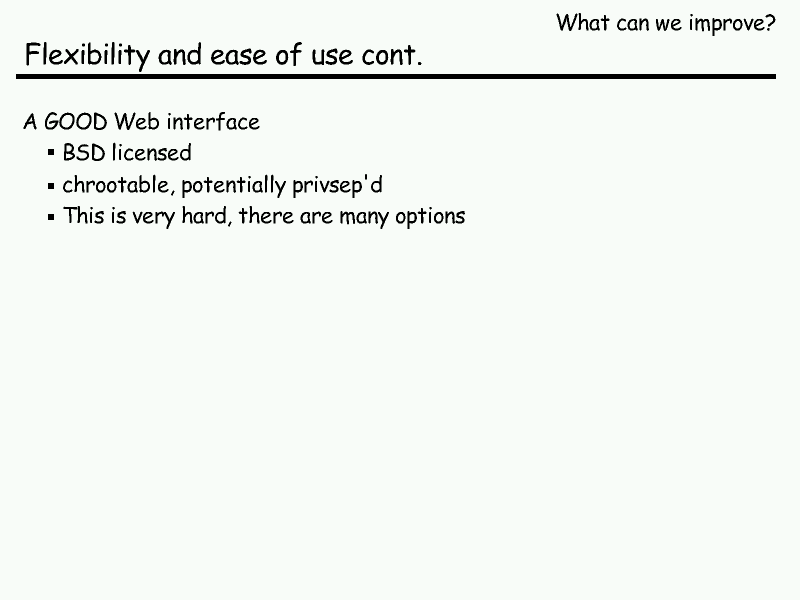 What can we improve?
Flexibility and ease of use cont.
A GOOD Web interface
▪ BSD licensed
▪ chrootable, potentially privsep'd
▪ This is very hard, there are many options